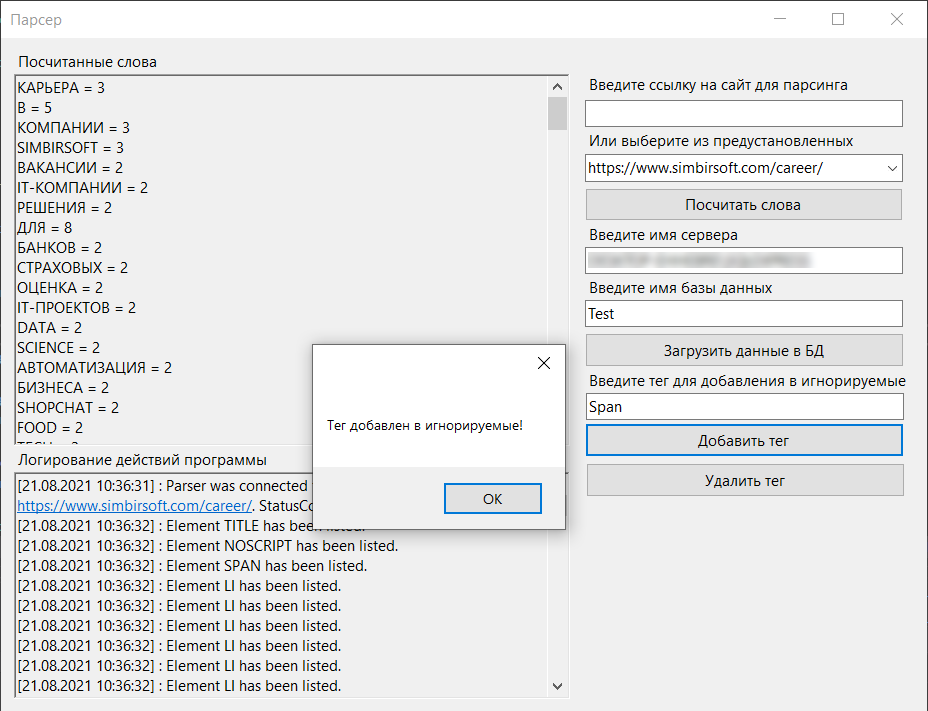 Парсер
Посчитанные слова
КАРЬЕРА = 3
В = 5
КОМПАНИИ = 3
SIMBIRSOFT = 3
ВАКАНСИИ = 2
IT-КОМПАНИИ = 2
РЕШЕНИЯ = 2
ДЛЯ = 8
БАНКОВ = 2
СТРАХОВЫХ = 2
ОЦЕНКА = 2
IT-ПРОЕКТОВ = 2
DATA = 2
SCIENCE = 2
АВТОМАТИЗАЦИЯ = 2
БИЗНЕСА = 2
SHOPCHAT = 2
FOOD = 2
Логирование действий программы
[21.08.2021 10:36:31] : Parser was connected
https://www.simbirsoft.com/career/.
[21.08.2021 10:36:32] : Element TITLE has been listed.
[21.08.2021 10:36:32] : Element NOSCRIPT has been listed.
[21.08.2021 10:36:32] : Element SPAN has been listed.
[21.08.2021 10:36:32] : Element LI has been listed.
[21.08.2021 10:36:32] : Element LI has been listed.
[21.08.2021 10:36:32] : Element LI has been listed.
[21.08.2021 10:36:32] : Element LI has been listed.
[21.08.2021 10:36:32] : Element LI has been listed.
[21.08.2021 10:36:32] : Element LI has been listed.
Введите ссылку на сайт для парсинга
Или выберите из предустановленных
https://www.simbirsoft.com/career/
Посчитать слова
Введите имя сервера
Введите имя базы данных
Test
Загрузить данные в БД
Введите тег для добавления в игнорируемые
Span
Добавить тег
Удалить тег
Тег добавлен в игнорируемые!
OK